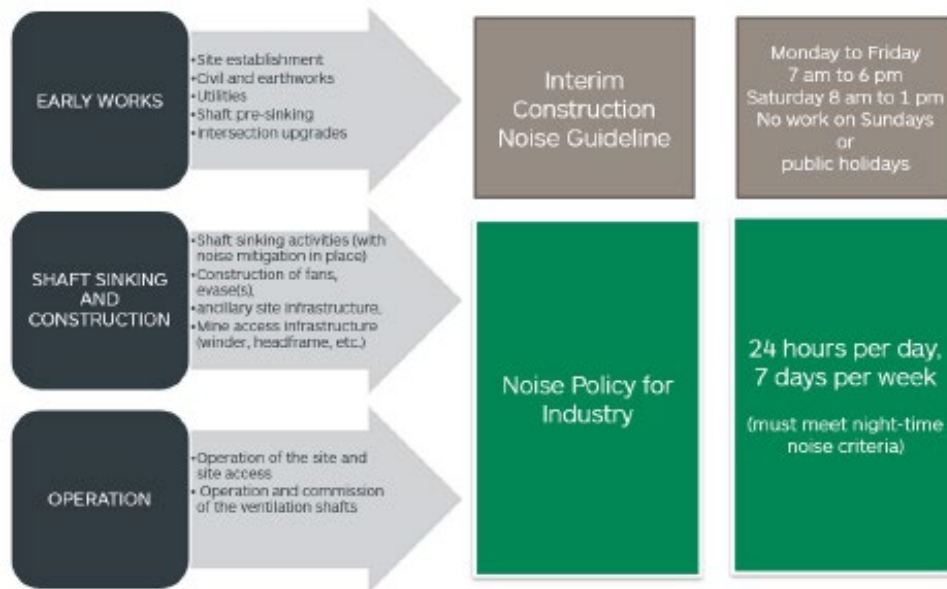 EARLY WORKS
•Site establishment
•Civil and earthworks
•Utilities
•Shaft pre-sinking
•Intersection upgrades
Interim
Construction
Noise Guideline
Monday to Friday
7 am to 6 pm
Saturday 8 am to 1 pm
No work on Sundays
or
public holidays
SHAFT SINKING
AND
CONSTRUCTION
•Shaft sinking activities (with
noise mitigation in place)
•Construction of fans,
evase(s),
•ancillary site infrastructure,
•Mine access infrastructure
(winder, headframe, etc.)
OPERATION
•Operation of the site and
site access
• Operation and commission
of the ventilation shafts
Noise Policy for
Industry
24 hours per day,
7 days per week
(must meet night-time
noise criteria)